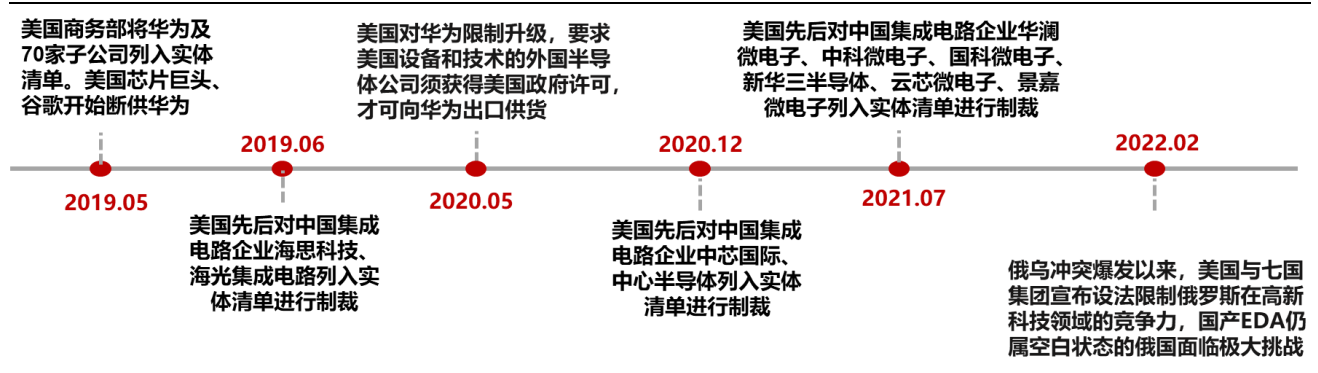 美国商务部将华为及
70家子公司列入实体
清单。美国芯片巨头、
谷歌开始断供华为
2019.05
2019.06
美国先后对中国集成
电路企业海思科技、
海光集成电路列入实
体清单进行制裁
美国对华为限制升级，要求
美国设备和技术的外国半导
体公司须获得美国政府许可，
才可向华为出口供货
2020.05
2020.12
美国先后对中国集成
电路企业中芯国际、
中心半导体列入实体
清单进行制裁
美国先后对中国集成电路企业华澜
微电子、中科微电子、国科微电子、
新华三半导体、云芯微电子、景嘉
微电子列入实体清单进行制裁
2021.07
2022.02
俄乌冲突爆发以来，美国与七国
集团宣布设法限制俄罗斯在高新
科技领域的竞争力，国产EDA仍
属空白状态的俄国面临极大挑战